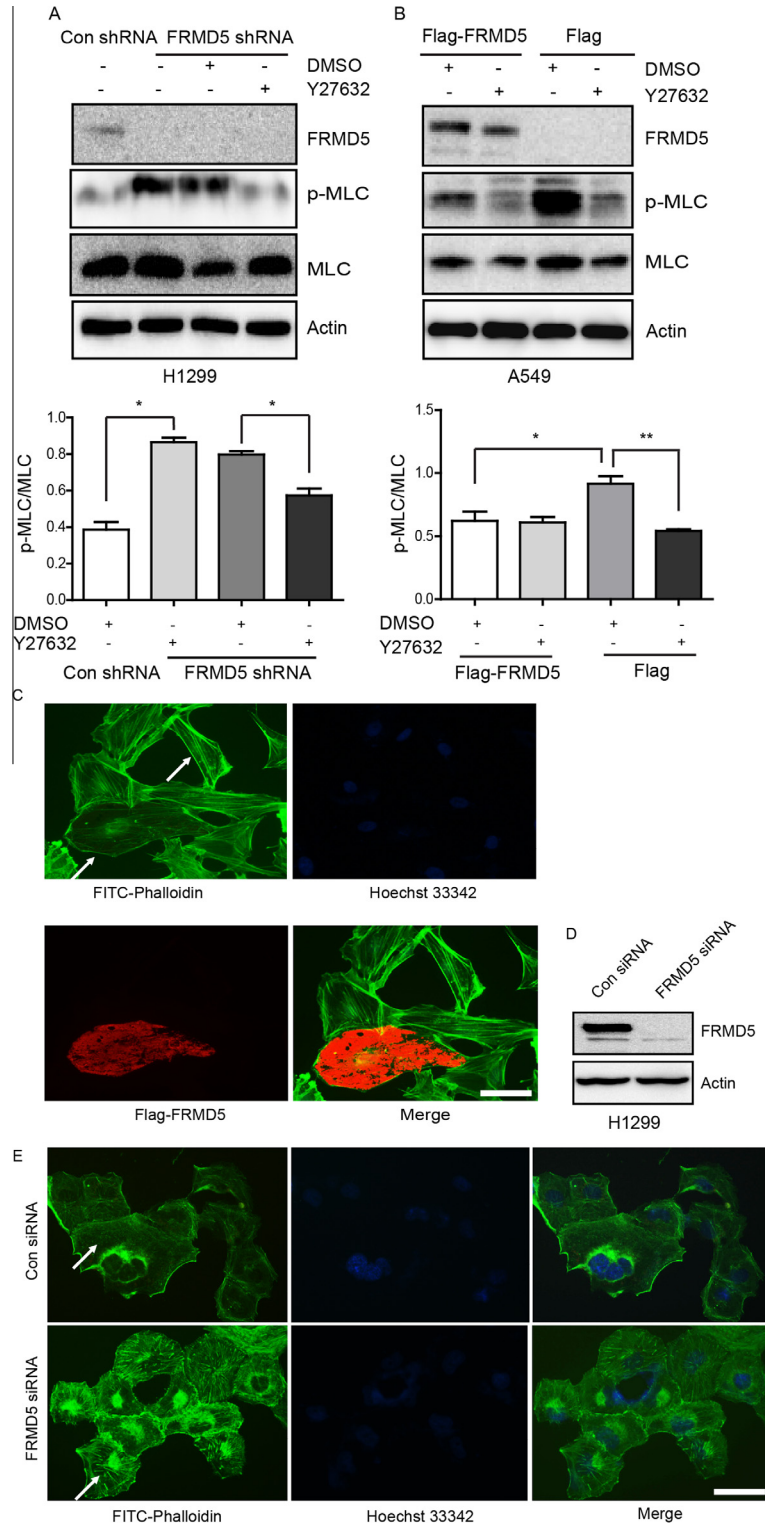 A
Con shRNA FRMD5 shRNA
- - + - DMSO
- - - + Y27632
FRMD5
p-MLC
MLC
Actin
H1299
B
Flag-FRMD5 Flag
+ - + - DMSO
- + - + Y27632
FRMD5
p-MLC
MLC
Actin
A549
* *
1.0
0.8
0.6
0.4
0.2
0.0
p-MLC/MLC
DMSO + - + -
Y27632 - + - +
Con shRNA FRMD5 shRNA
* **
1.5
1.0
0.5
0.0
p-MLC/MLC
DMSO + - + -
Y27632 - + - +
Flag-FRMD5 Flag
C
FITC-Phalloidin Hoechst 33342
Flag-FRMD5 Merge
D
Con siRNA FRMD5 siRNA
FRMD5
Actin
H1299
E
Con siRNA
FRMD5 siRNA
FITC-Phalloidin Hoechst 33342 Merge